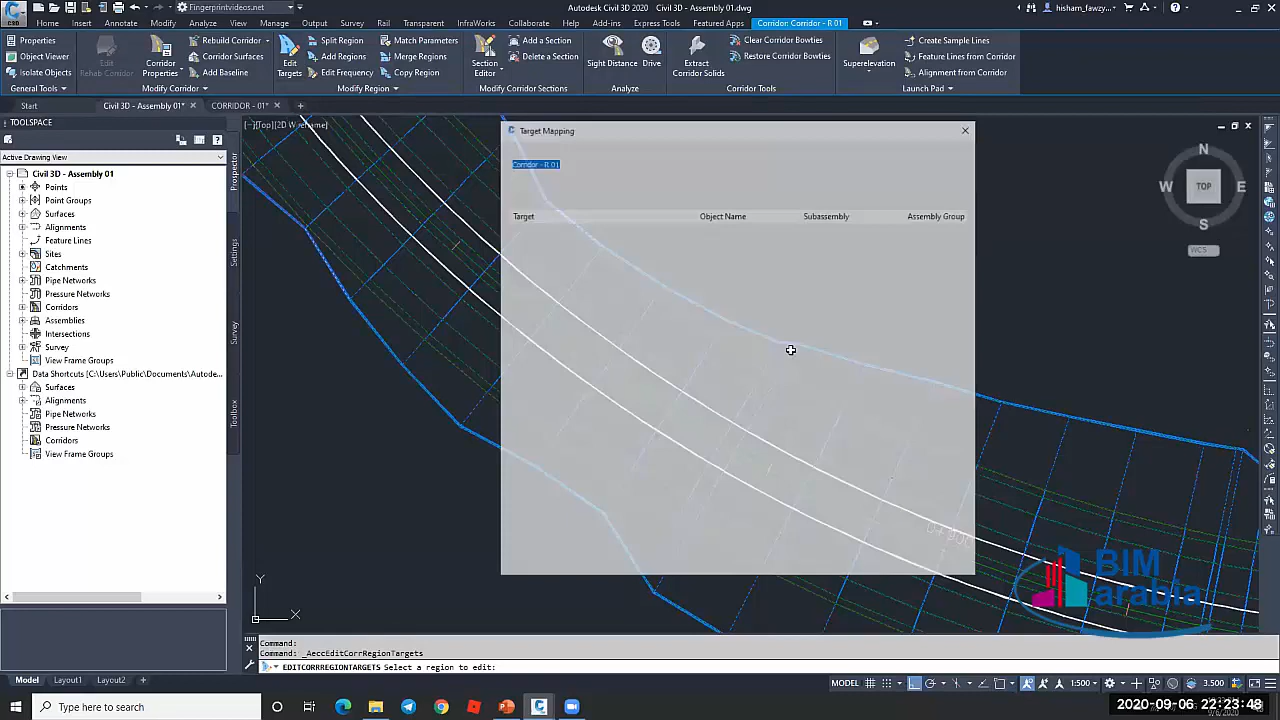 Fingerprintvideos.net
Autodesk Civil 3D 2020 Civil 3D - Assembly 01.dwg
hisham_fawzy...
Home Insert Annotate Modify Analyze View Manage Output Survey Rail Transparent InfraWorks Collaborate Help Add-ins Express Tools Featured Apps Corridor: Corridor - R 01
Properties
Object Viewer
Isolate Objects
General Tools
Edit Rehab Corridor
Corridor Properties
Rebuild Corridor
Corridor Surfaces
Add Baseline
Modify Corridor
Edit Targets
Split Region
Add Regions
Edit Frequency
Match Parameters
Merge Regions
Copy Region
Modify Region
Section Editor
Add a Section
Delete a Section
Modify Corridor Sections
Sight Distance
Drive
Analyze
Extract Corridor Solids
Clear Corridor Bowties
Restore Corridor Bowties
Corridor Tools
Superelevation
Create Sample Lines
Feature Lines from Corridor
Alignment from Corridor
Launch Pad
Start Civil 3D - Assembly 01* CORRIDOR - 01*
TOOLSPACE
Active Drawing View
Civil 3D - Assembly 01
Points
Point Groups
Surfaces
Alignments
Feature Lines
Sites
Catchments
Pipe Networks
Pressure Networks
Corridors
Assemblies
Intersections
Survey
View Frame Groups
Data Shortcuts [C:\Users\Public\Documents\Autode...
Surfaces
Alignments
Pipe Networks
Pressure Networks
Corridors
View Frame Groups
Prospector
Settings
Survey
Toolbox
[−][Top][2D Wireframe]
Target Mapping
Corridor - R 01
Target Object Name Subassembly Assembly Group
N
W TOP E
S
WCS
0+900
BIM
arabia
Y
X
Command:
Command: _AeccEditCorrRegionTargets
EDITCORRREGIONTARGETS Select a region to edit:
Model Layout1 Layout2
MODEL 1:500 3.500
Type here to search
2020-09-06 22:23:48